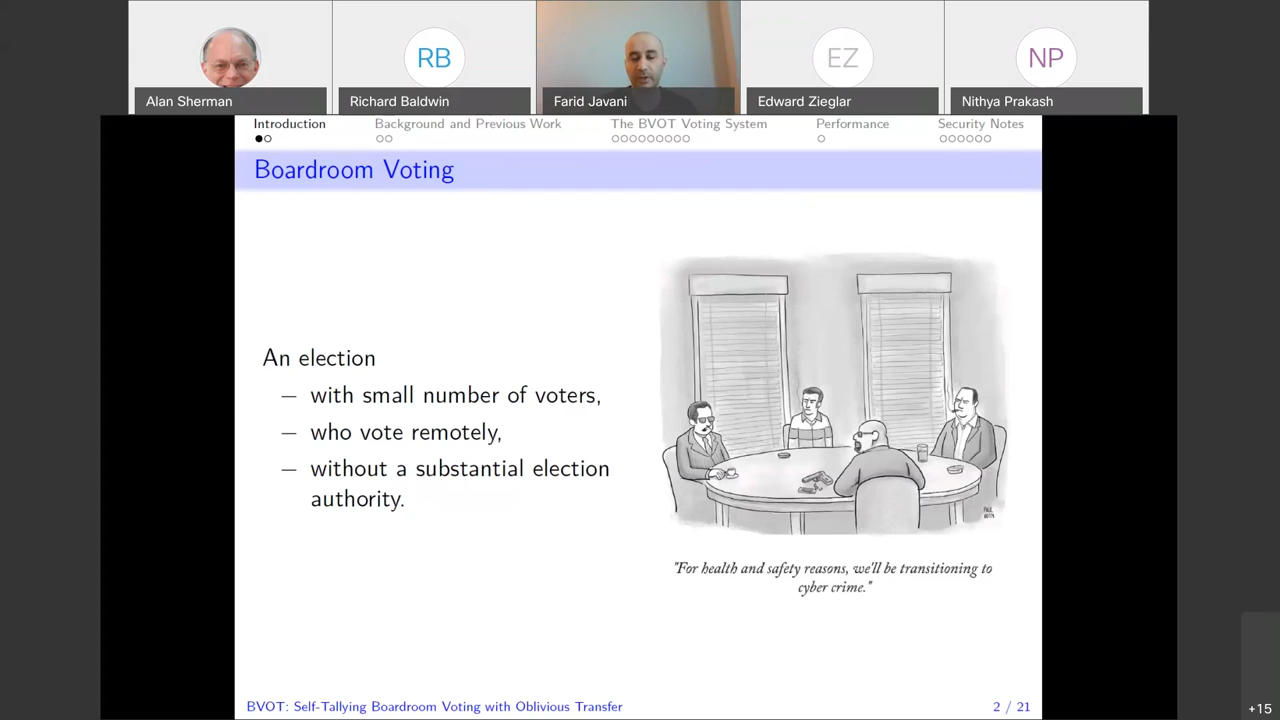 RB
EZ
NP
Alan Sherman
Richard Baldwin
Farid Javani
Edward Zieglar
Nithya Prakash
Introduction
Background and Previous Work
The BVOT Voting System
Performance
Security Notes
Boardroom Voting
An election
– with small number of voters,
– who vote remotely,
– without a substantial election
authority.
"For health and safety reasons, we'll be transitioning to
cyber crime."
BVOT: Self-Tallying Boardroom Voting with Oblivious Transfer
2 / 21
+15